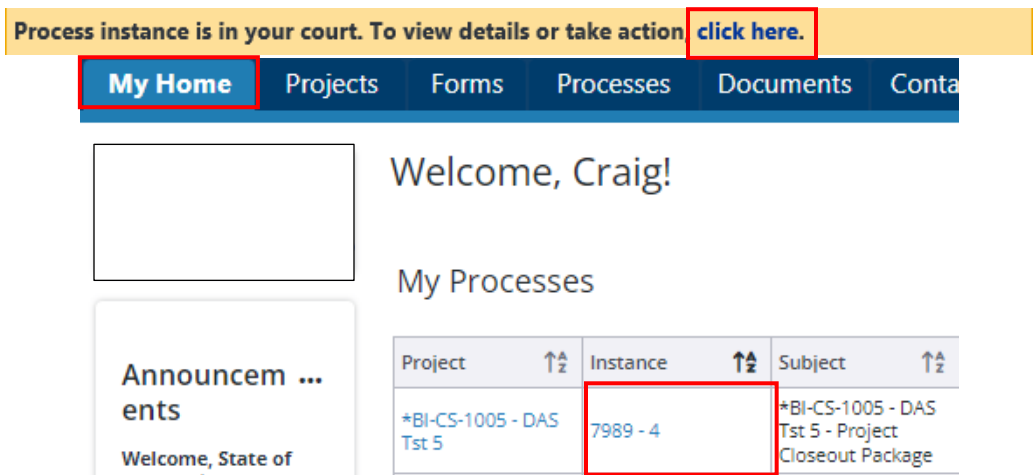 Process instance is in your court. To view details or take action, click here.
My Home Projects Forms Processes Documents Conta
Welcome, Craig!
My Processes
Announcem ...
ents
Welcome, State of
Project Instance Subject
*BI-CS-1005 - DAS
Tst 5
7989 - 4
*BI-CS-1005 - DAS
Tst 5 - Project
Closeout Package